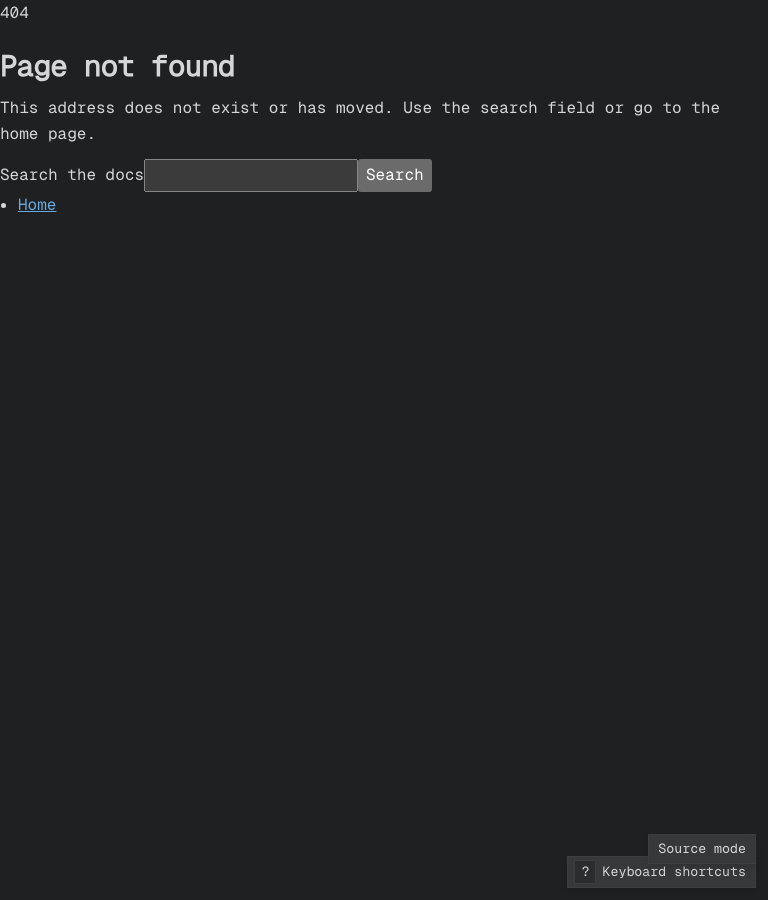 404
Page not found
This address does not exist or has moved. Use the search field or go to the
home page.
Search the docs Search
Home
Source mode
? Keyboard shortcuts